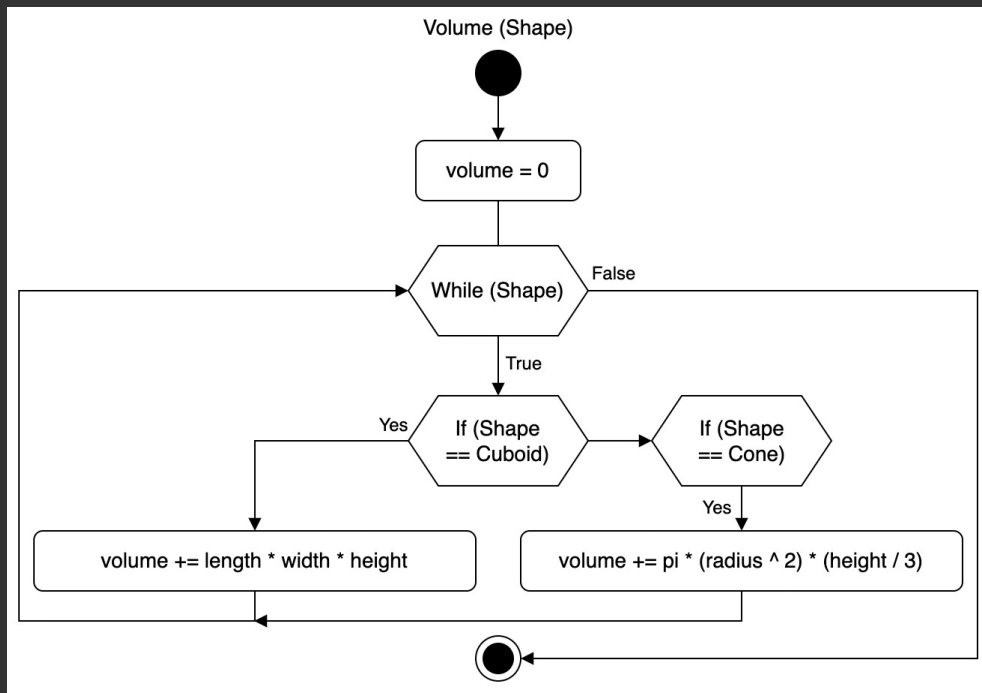 Volume (Shape)
volume = 0
While (Shape)
False
True
Yes
If (Shape
== Cuboid)
If (Shape
== Cone)
Yes
volume += length * width * height
volume += pi * (radius ^ 2) * (height / 3)